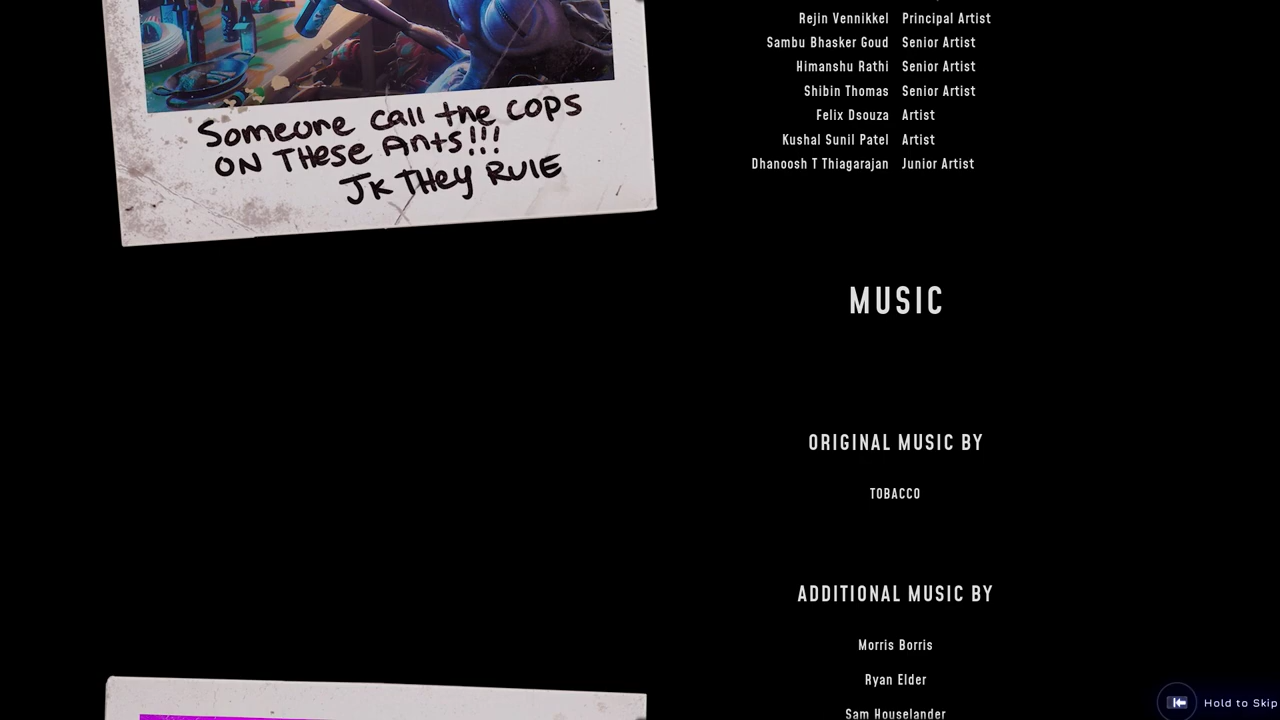 Someone call the COPS
ON THese Ants!!!
Jk THey RUlE
Rejin Vennikkel Principal Artist
Sambu Bhasker Goud Senior Artist
Himanshu Rathi Senior Artist
Shibin Thomas Senior Artist
Felix Dsouza Artist
Kushal Sunil Patel Artist
Dhanoosh T Thiagarajan Junior Artist
MUSIC
ORIGINAL MUSIC BY
TOBACCO
ADDITIONAL MUSIC BY
Morris Borris
Ryan Elder
Sam Houselander
Hold to Skip